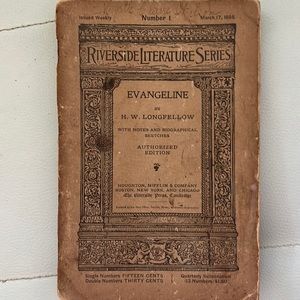 Issued Weekly Number 1 March 17, 1886
RIVERSIDE LITERATURE SERIES
EVANGELINE
BY
H. W. LONGFELLOW
WITH NOTES AND BIOGRAPHICAL
SKETCHES
AUTHORIZED
EDITION
HOUGHTON, MIFFLIN & COMPANY
BOSTON, NEW YORK, AND CHICAGO
The Riverside Press, Cambridge
Single Numbers FIFTEEN CENTS
Double Numbers THIRTY CENTS
Quarterly Subscription